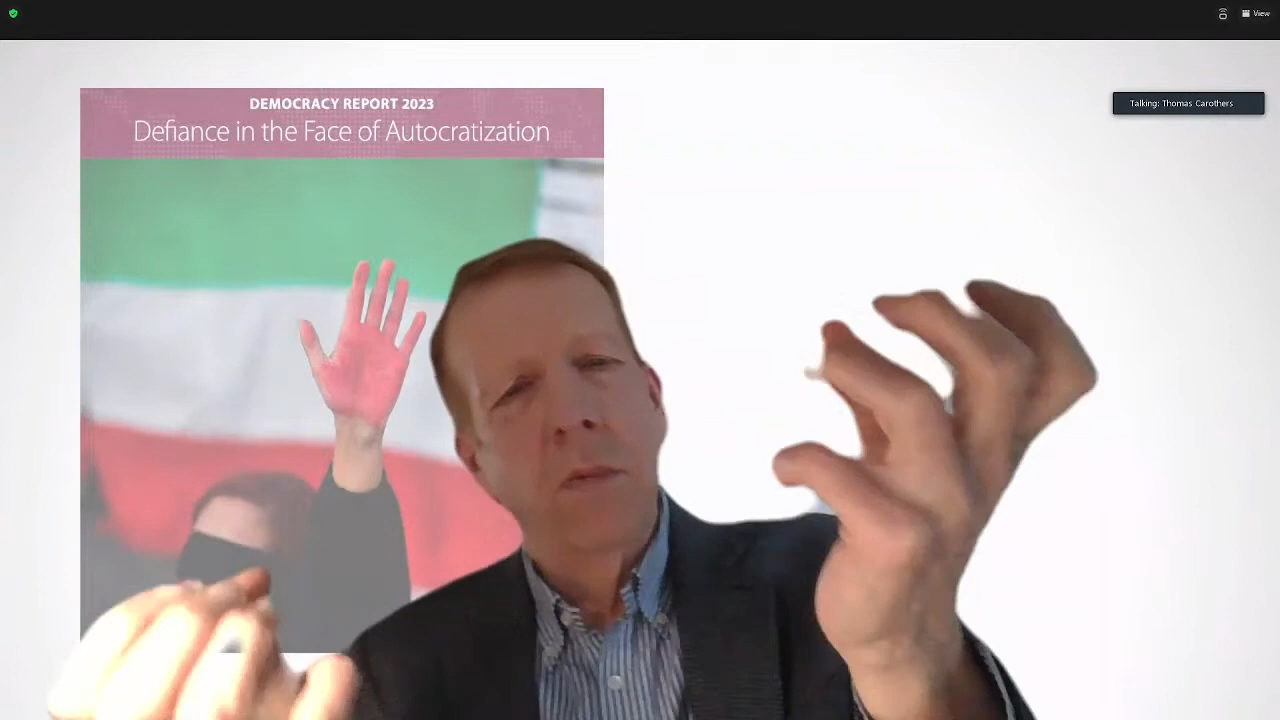 View
DEMOCRACY REPORT 2023
Defiance in the Face of Autocratization
Talking: Thomas Carothers